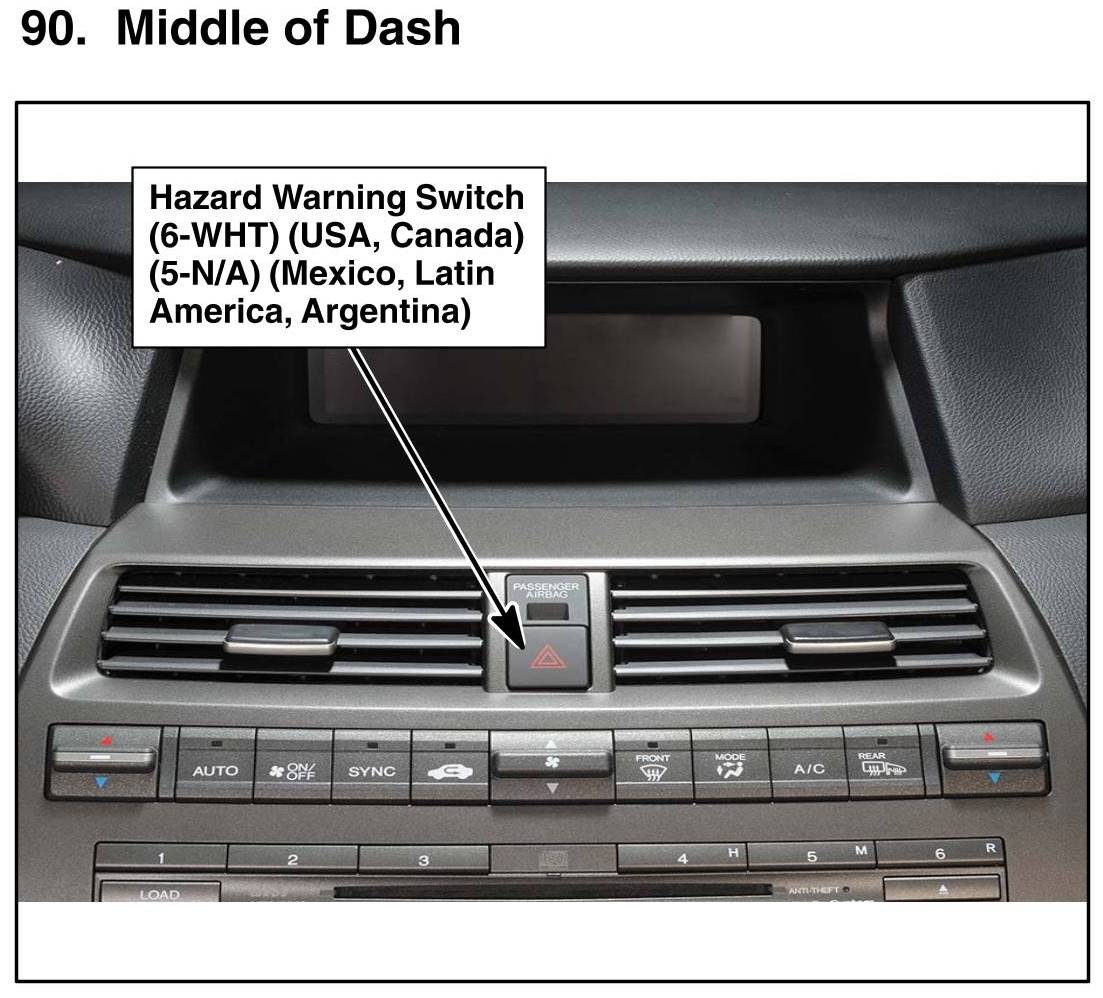 90. Middle of Dash
Hazard Warning Switch
(6-WHT) (USA, Canada)
(5-N/A) (Mexico, Latin
America, Argentina)
PASSENGER
AIRBAG
AUTO
ON/
OFF
SYNC
FRONT
MODE
A/C
REAR
1
2
3
4 H
5 M
6 R
LOAD
ANTI-THEFT